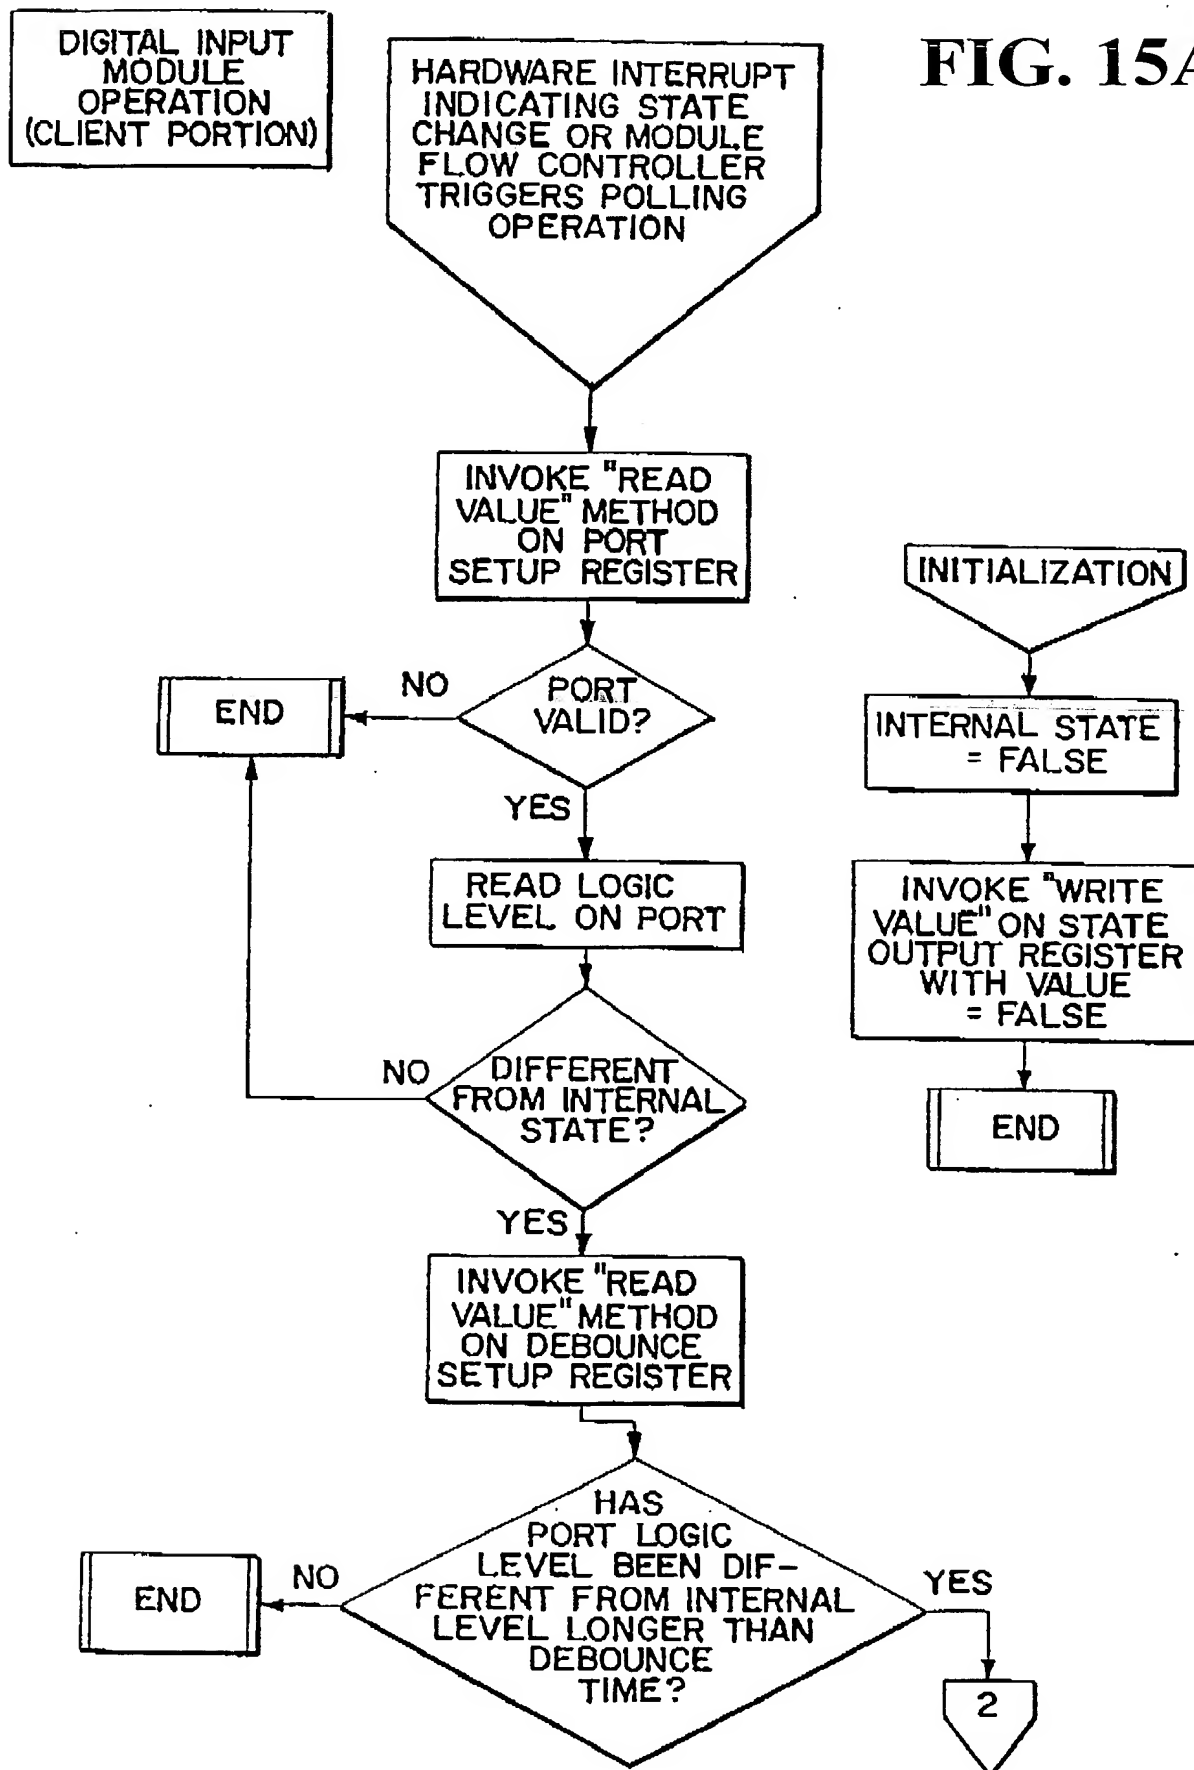 DIGITAL INPUT
MODULE
OPERATION
(CLIENT PORTION)
HARDWARE INTERRUPT
INDICATING STATE
CHANGE OR MODULE
FLOW CONTROLLER
TRIGGERS POLLING
OPERATION
FIG. 15A
INVOKE "READ
VALUE" METHOD
ON PORT
SETUP REGISTER
INITIALIZATION
END
NO
PORT
VALID?
INTERNAL STATE
= FALSE
YES
READ LOGIC
LEVEL ON PORT
INVOKE "WRITE
VALUE" ON STATE
OUTPUT REGISTER
WITH VALUE
= FALSE
NO
DIFFERENT
FROM INTERNAL
STATE?
END
YES
INVOKE "READ
VALUE" METHOD
ON DEBOUNCE
SETUP REGISTER
END
NO
HAS
PORT LOGIC
LEVEL BEEN DIF-
FERENT FROM INTERNAL
LEVEL LONGER THAN
DEBOUNCE
TIME?
YES
2